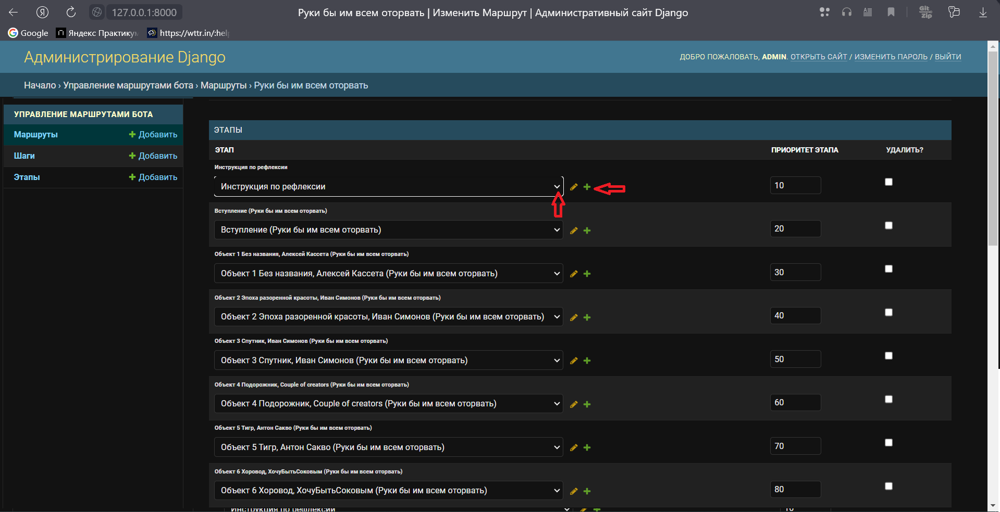 Я
127.0.0.1:8000
Руки бы им всем оторвать | Изменить Маршрут | Административный сайт Django
Git Zip
Google
Яндекс Практикум
https://wttr.in/:help
Администрирование Django
ДОБРО ПОЖАЛОВАТЬ, ADMIN. ОТКРЫТЬ САЙТ / ИЗМЕНИТЬ ПАРОЛЬ / ВЫЙТИ
Начало › Управление маршрутами бота › Маршруты › Руки бы им всем оторвать
УПРАВЛЕНИЕ МАРШРУТАМИ БОТА
Маршруты + Добавить
Шаги + Добавить
Этапы + Добавить
ЭТАПЫ
ЭТАП ПРИОРИТЕТ ЭТАПА УДАЛИТЬ?
Инструкция по рефлексии
Инструкция по рефлексии 10
Вступление (Руки бы им всем оторвать)
Вступление (Руки бы им всем оторвать) 20
Объект 1 Без названия, Алексей Кассета (Руки бы им всем оторвать)
Объект 1 Без названия, Алексей Кассета (Руки бы им всем оторвать) 30
Объект 2 Эпоха разоренной красоты, Иван Симонов (Руки бы им всем оторвать)
Объект 2 Эпоха разоренной красоты, Иван Симонов (Руки бы им всем оторвать) 40
Объект 3 Спутник, Иван Симонов (Руки бы им всем оторвать)
Объект 3 Спутник, Иван Симонов (Руки бы им всем оторвать) 50
Объект 4 Подорожник, Couple of creators (Руки бы им всем оторвать)
Объект 4 Подорожник, Couple of creators (Руки бы им всем оторвать) 60
Объект 5 Тигр, Антон Сакво (Руки бы им всем оторвать)
Объект 5 Тигр, Антон Сакво (Руки бы им всем оторвать) 70
Объект 6 Хоровод, ХочуБытьСоковым (Руки бы им всем оторвать)
Объект 6 Хоровод, ХочуБытьСоковым (Руки бы им всем оторвать) 80
Инструкция по рефлексии 10